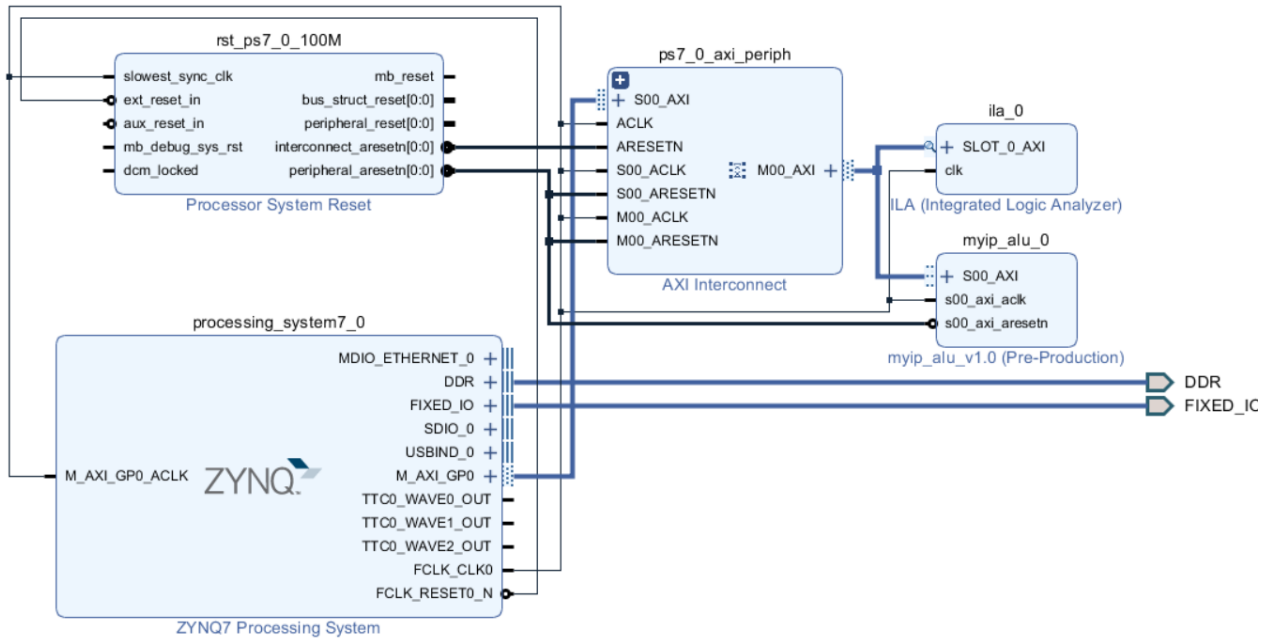 rst_ps7_0_100M
slowest_sync_clk
ext_reset_in
aux_reset_in
mb_debug_sys_rst
dcm_locked
mb_reset
bus_struct_reset[0:0]
peripheral_reset[0:0]
interconnect_aresetn[0:0]
peripheral_aresetn[0:0]
Processor System Reset
ps7_0_axi_periph
S00_AXI
ACLK
ARESETN
S00_ACLK
S00_ARESETN
M00_ACLK
M00_ARESETN
M00_AXI
AXI Interconnect
ila_0
SLOT_0_AXI
clk
ILA (Integrated Logic Analyzer)
myip_alu_0
S00_AXI
s00_axi_aclk
s00_axi_aresetn
myip_alu_v1.0 (Pre-Production)
processing_system7_0
M_AXI_GP0_ACLK
ZYNQ
MDIO_ETHERNET_0
DDR
FIXED_IO
SDIO_0
USBIND_0
M_AXI_GP0
TTC0_WAVE0_OUT
TTC0_WAVE1_OUT
TTC0_WAVE2_OUT
FCLK_CLK0
FCLK_RESET0_N
ZYNQ7 Processing System
DDR
FIXED_IO